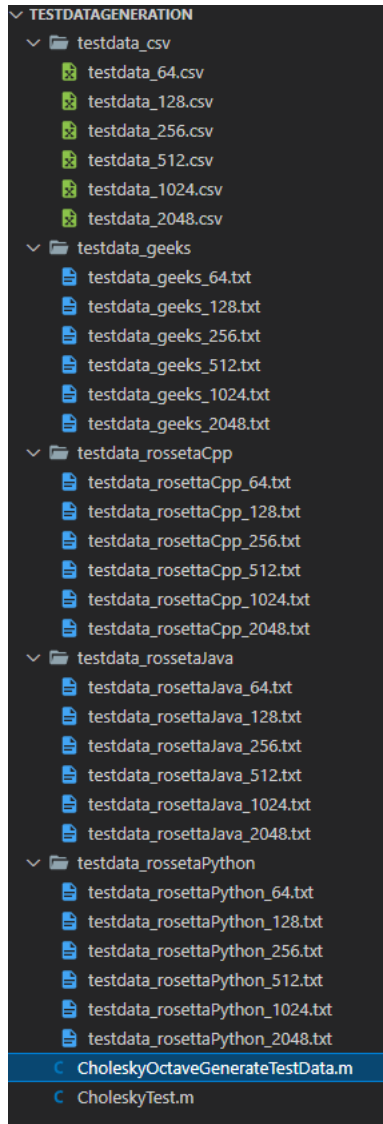 TESTDATAGENERATION
testdata_csv
testdata_64.csv
testdata_128.csv
testdata_256.csv
testdata_512.csv
testdata_1024.csv
testdata_2048.csv
testdata_geeks
testdata_geeks_64.txt
testdata_geeks_128.txt
testdata_geeks_256.txt
testdata_geeks_512.txt
testdata_geeks_1024.txt
testdata_geeks_2048.txt
testdata_rossetaCpp
testdata_rosettaCpp_64.txt
testdata_rosettaCpp_128.txt
testdata_rosettaCpp_256.txt
testdata_rosettaCpp_512.txt
testdata_rosettaCpp_1024.txt
testdata_rosettaCpp_2048.txt
testdata_rossetaJava
testdata_rosettaJava_64.txt
testdata_rosettaJava_128.txt
testdata_rosettaJava_256.txt
testdata_rosettaJava_512.txt
testdata_rosettaJava_1024.txt
testdata_rosettaJava_2048.txt
testdata_rossetaPython
testdata_rosettaPython_64.txt
testdata_rosettaPython_128.txt
testdata_rosettaPython_256.txt
testdata_rosettaPython_512.txt
testdata_rosettaPython_1024.txt
testdata_rosettaPython_2048.txt
C CholeskyOctaveGenerateTestData.m
C CholeskyTest.m